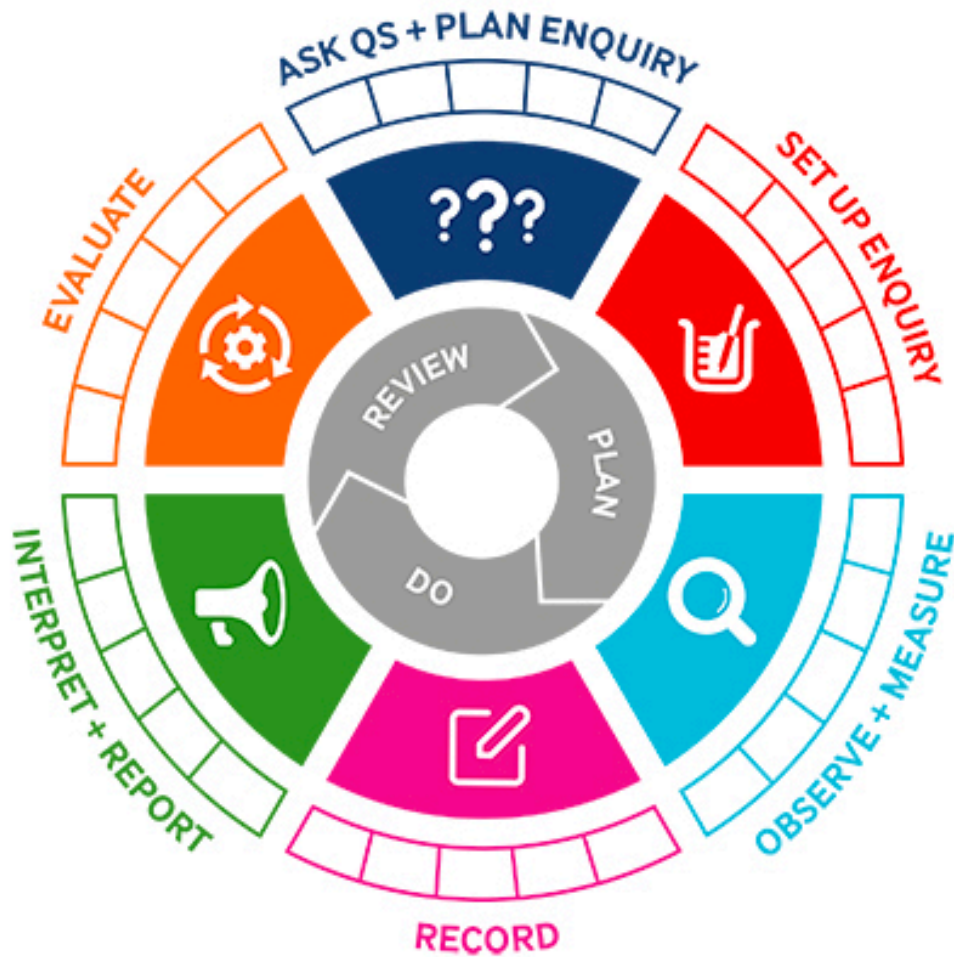 ASK QS + PLAN ENQUIRY
SET UP ENQUIRY
OBSERVE + MEASURE
RECORD
INTERPRET + REPORT
EVALUATE
???
REVIEW
PLAN
DO